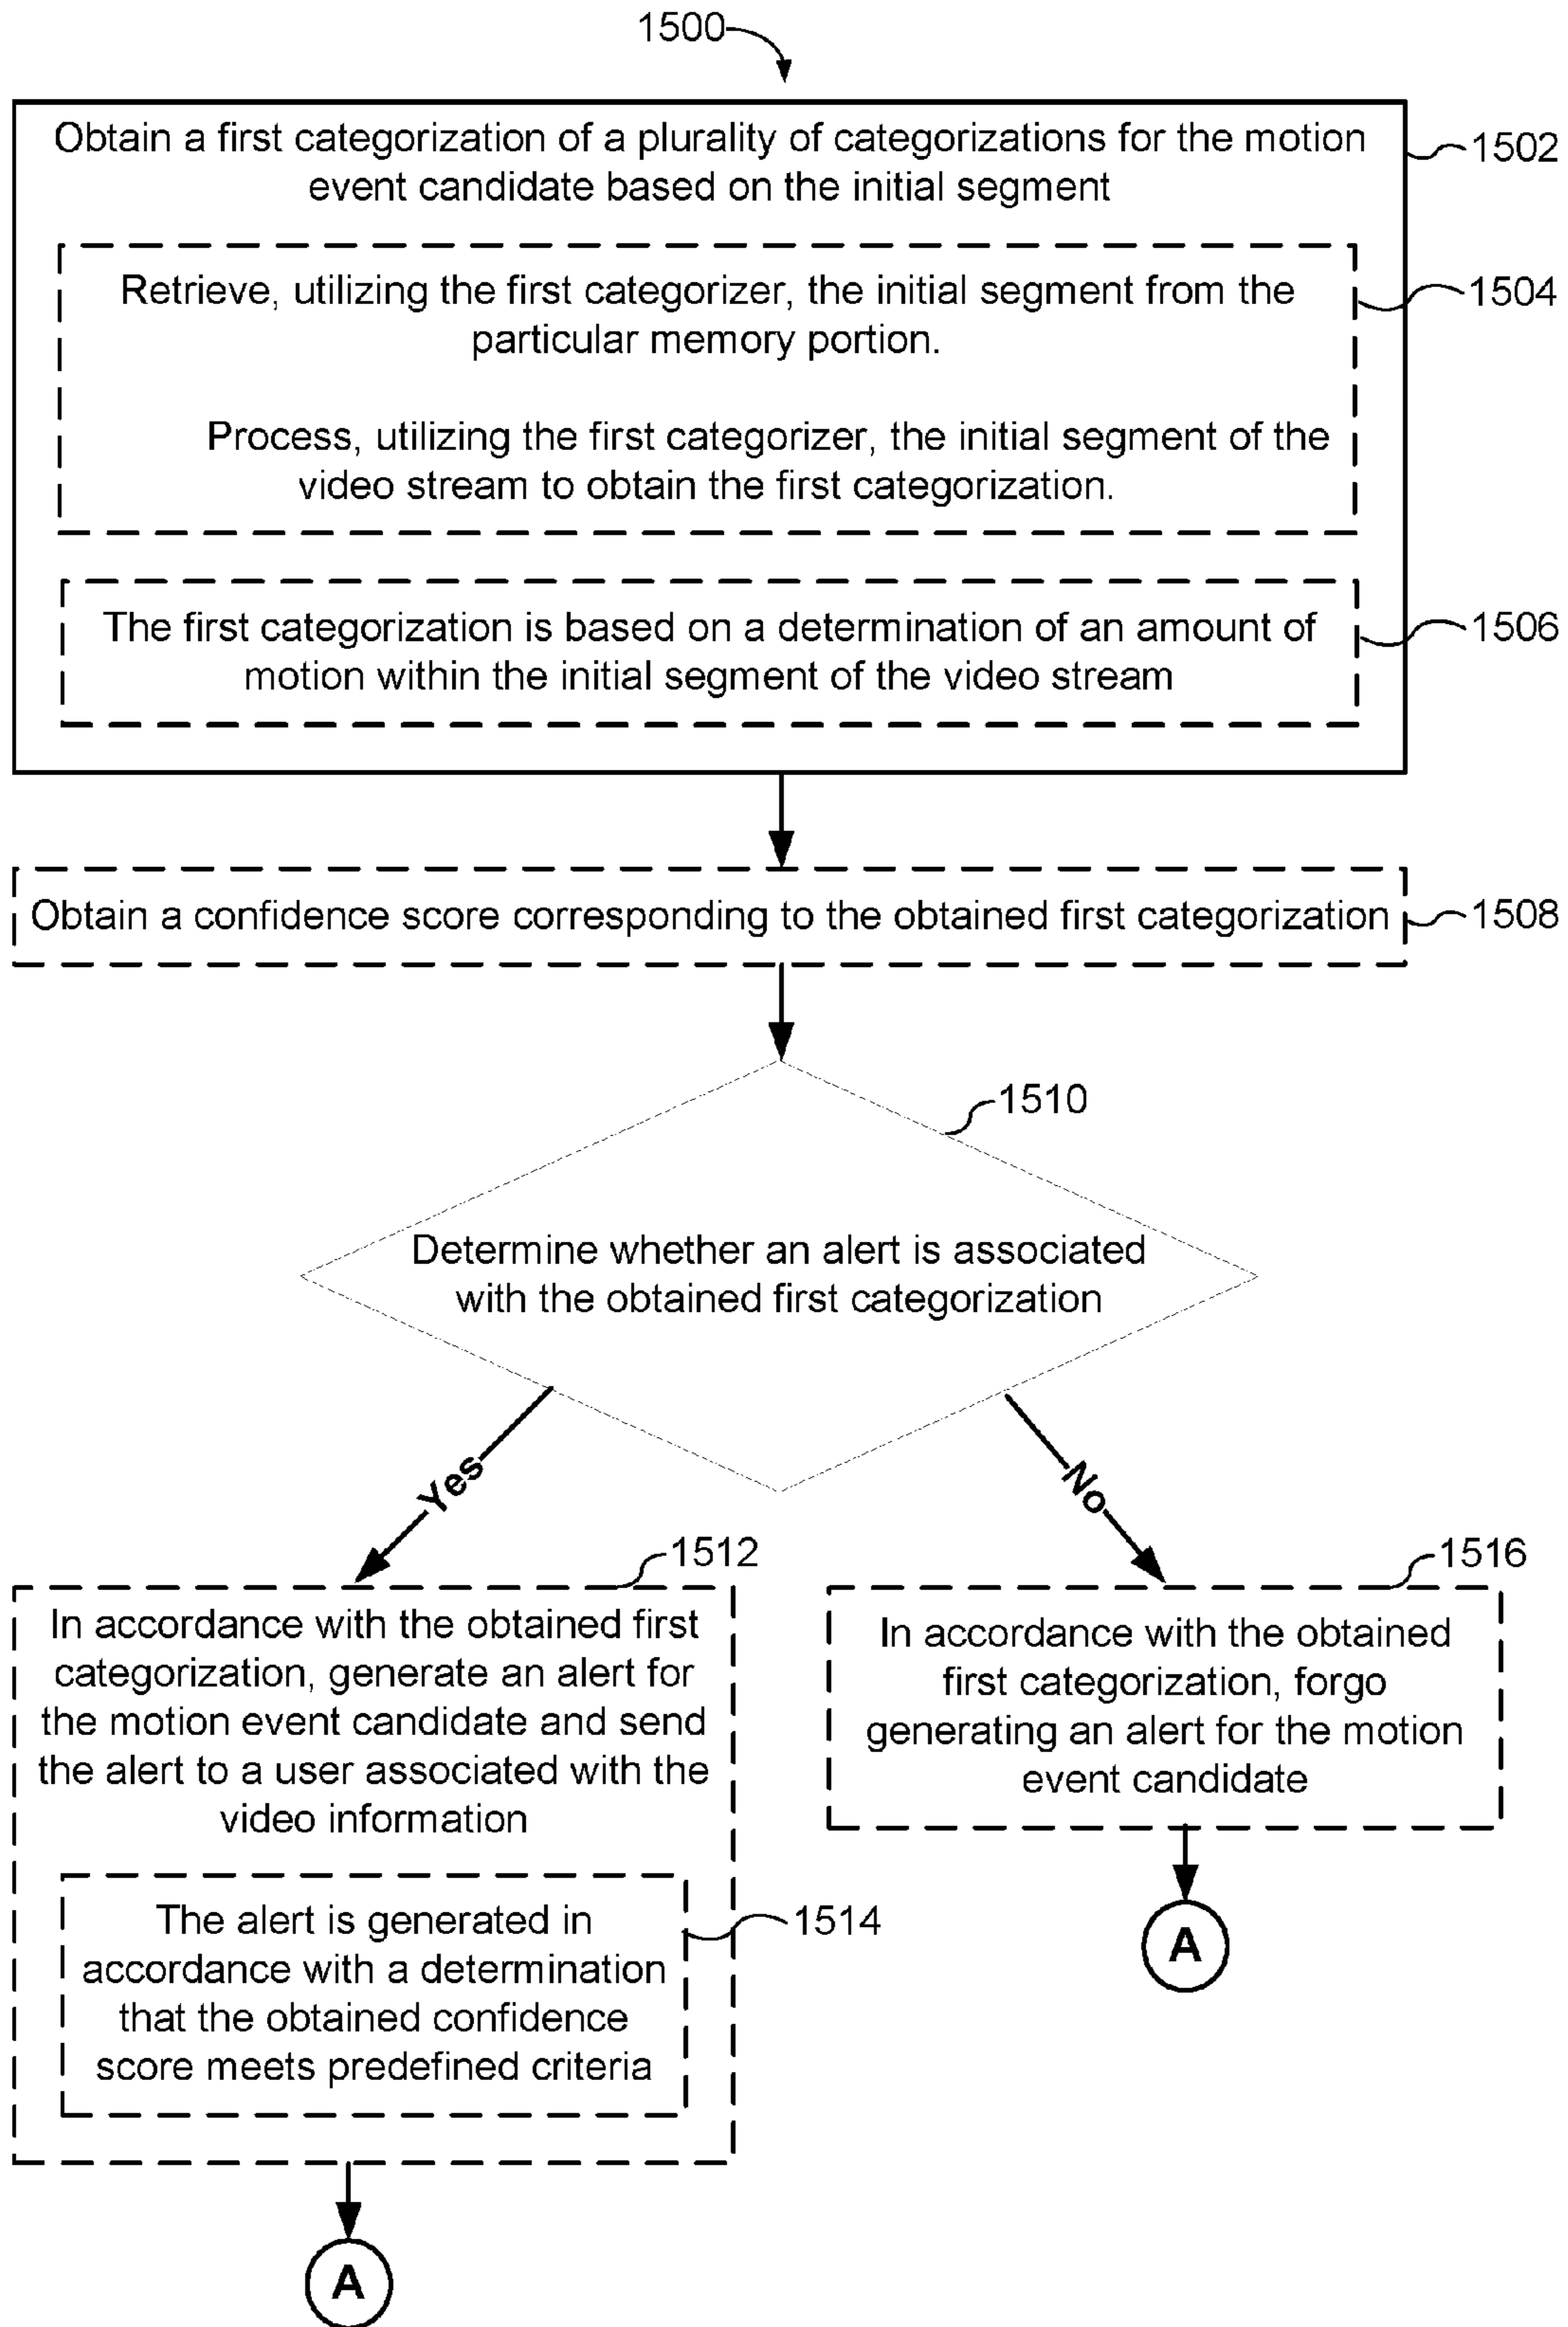 1500
Obtain a first categorization of a plurality of categorizations for the motion
event candidate based on the initial segment
1502
Retrieve, utilizing the first categorizer, the initial segment from the
particular memory portion.
1504
Process, utilizing the first categorizer, the initial segment of the
video stream to obtain the first categorization.
The first categorization is based on a determination of an amount of
motion within the initial segment of the video stream
1506
Obtain a confidence score corresponding to the obtained first categorization
1508
1510
Determine whether an alert is associated
with the obtained first categorization
Yes
No
1512
In accordance with the obtained first
categorization, generate an alert for
the motion event candidate and send
the alert to a user associated with the
video information
1516
In accordance with the obtained
first categorization, forgo
generating an alert for the motion
event candidate
The alert is generated in
accordance with a determination
that the obtained confidence
score meets predefined criteria
1514
A
A